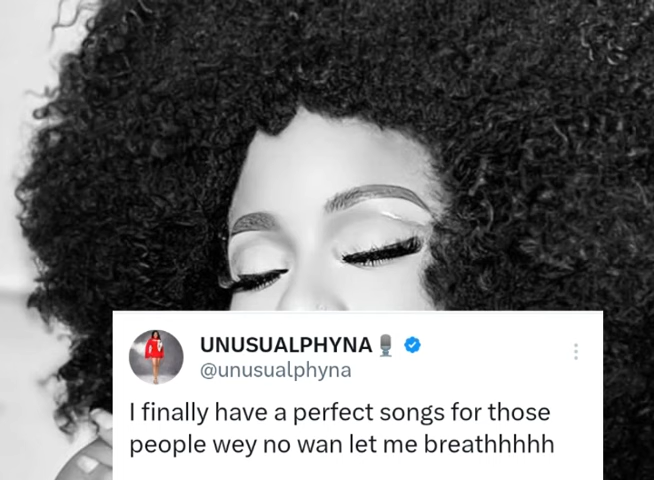 UNUSUALPHYNA🎙️
@unusualphyna
I finally have a perfect songs for those
people wey no wan let me breathhhhh